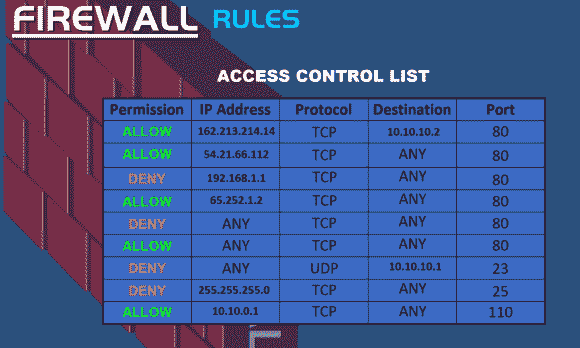 FIREWALL RULES
ACCESS CONTROL LIST
Permission IP Address Protocol Destination Port
ALLOW 162.213.214.14 TCP 10.10.10.2 80
ALLOW 54.21.66.112 TCP ANY 80
DENY 192.168.1.1 TCP ANY 80
ALLOW 65.252.1.2 TCP ANY 80
DENY ANY TCP ANY 80
ALLOW ANY TCP ANY 80
DENY ANY UDP 10.10.10.1 23
DENY 255.255.255.0 TCP ANY 25
ALLOW 10.10.0.1 TCP ANY 110